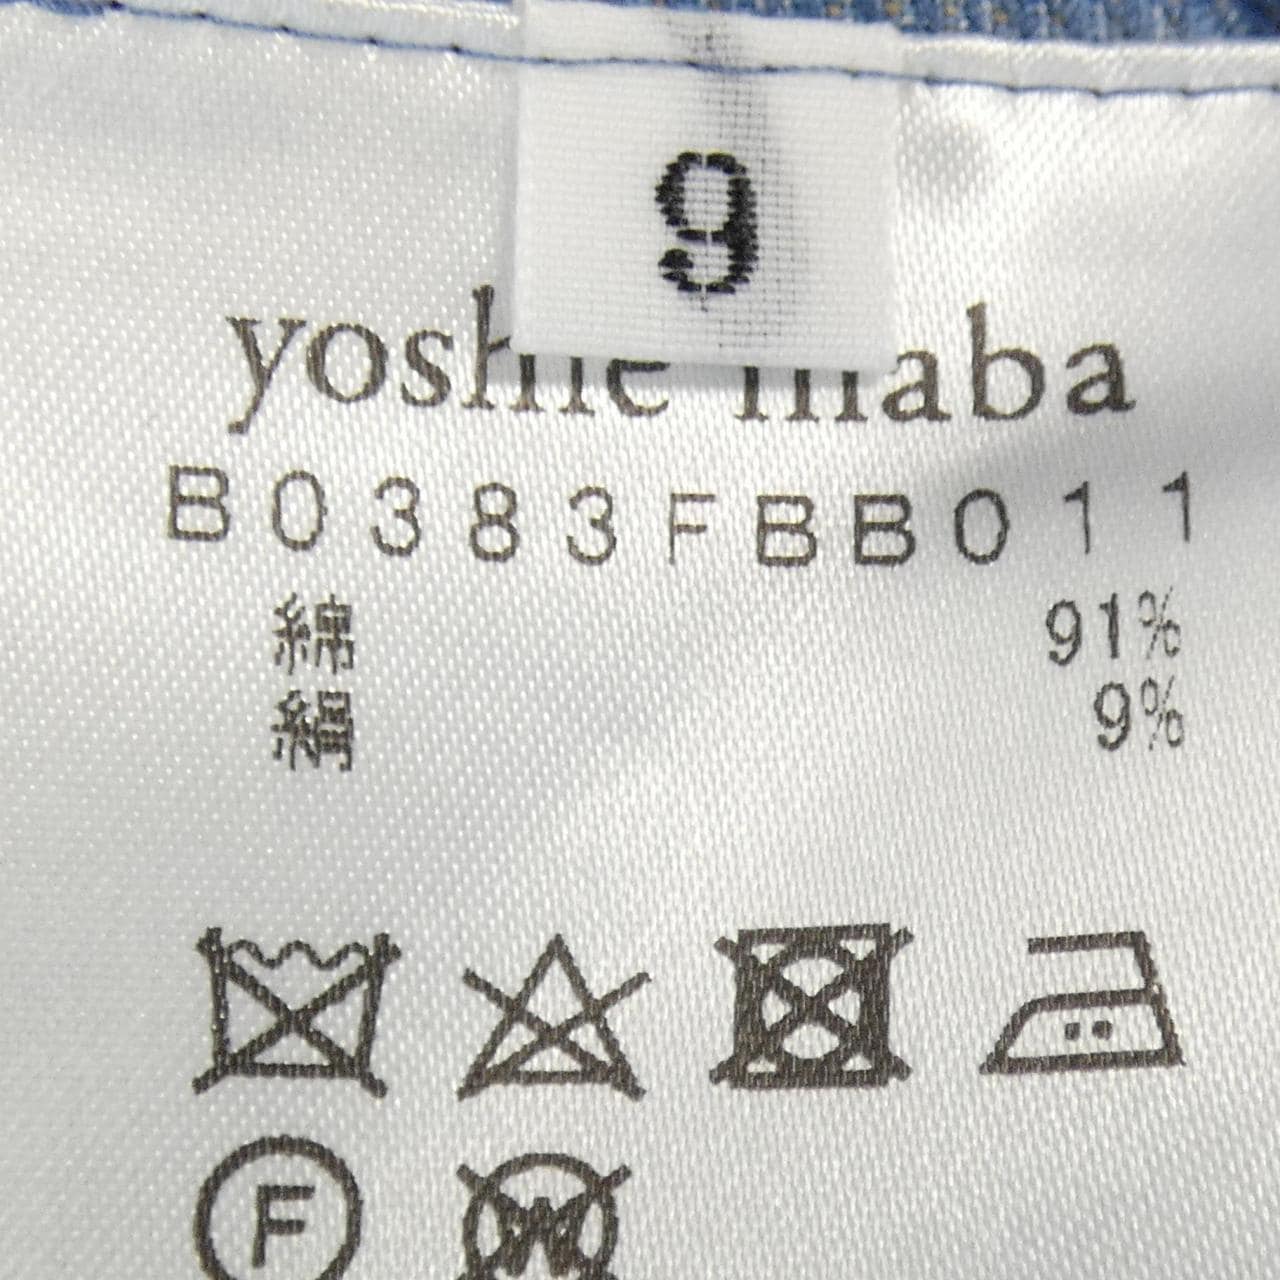 9
yoshie inaba
B0383FBB011
綿 91%
絹 9%
F
W